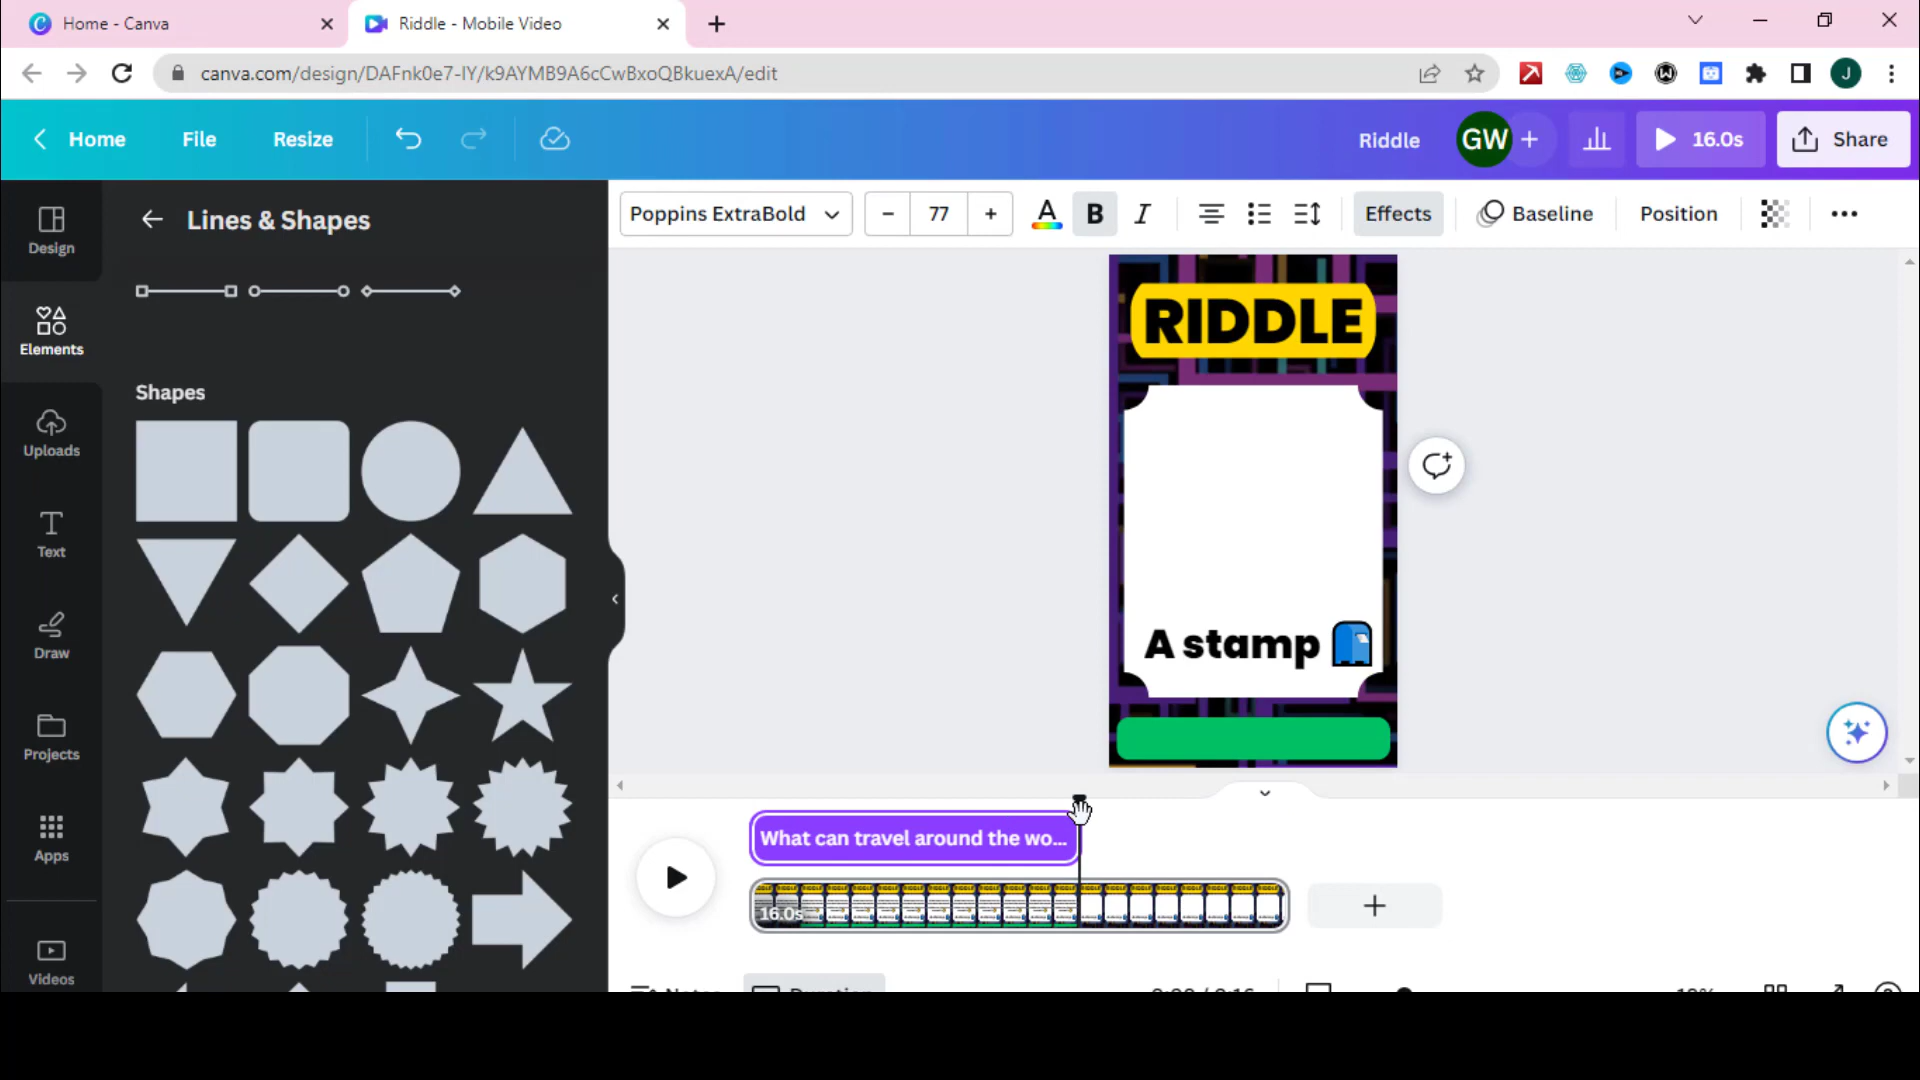 Home - Canva
Riddle - Mobile Video
canva.com/design/DAFnk0e7-IY/k9AYMB9A6cCwBxoQBkuexA/edit
J
Home
File
Resize
Riddle
GW
16.0s
Share
Design
Elements
Uploads
Text
Draw
Projects
Apps
Videos
Lines & Shapes
Shapes
Poppins ExtraBold
77
A
B
I
Effects
Baseline
Position
RIDDLE
A stamp
What can travel around the wo...
16.0s